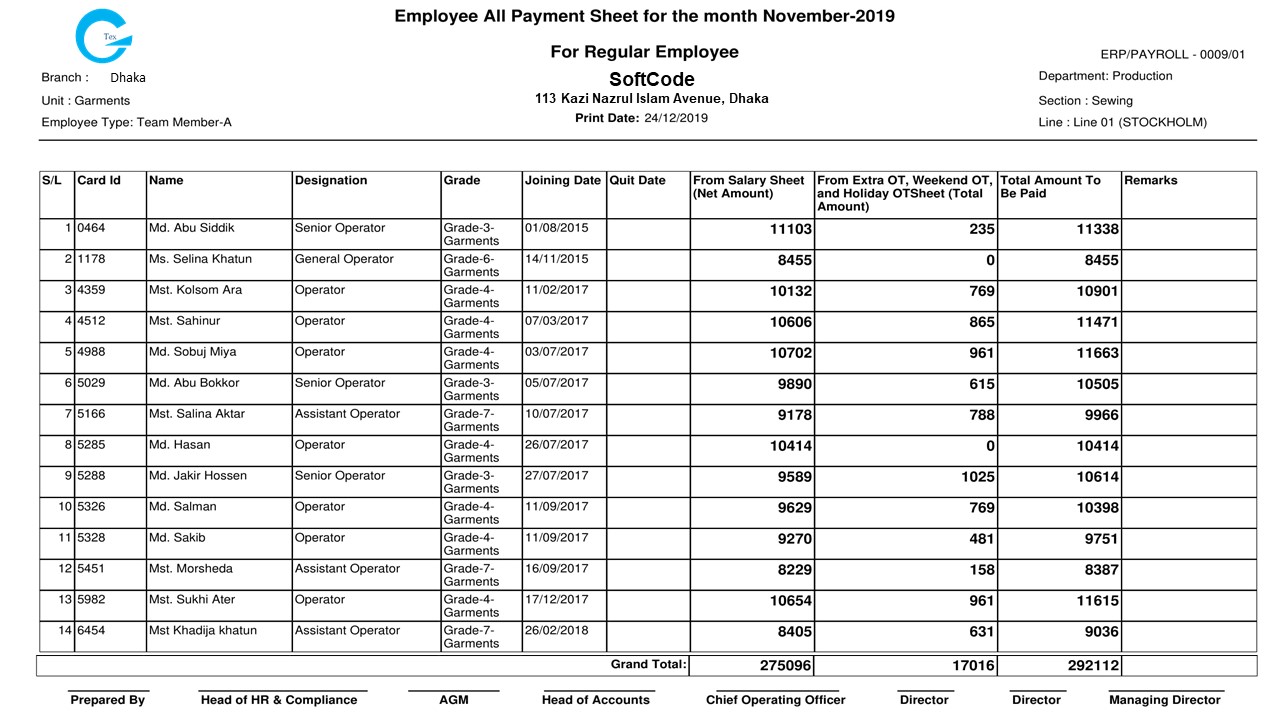 Employee All Payment Sheet for the month November-2019
Tex
For Regular Employee
ERP/PAYROLL - 0009/01
Branch : Dhaka
SoftCode
Department: Production
Unit : Garments
113 Kazi Nazrul Islam Avenue, Dhaka
Section : Sewing
Employee Type: Team Member-A
Print Date: 24/12/2019
Line : Line 01 (STOCKHOLM)
S/L Card Id Name Designation Grade Joining Date Quit Date From Salary Sheet From Extra OT, Weekend OT, Total Amount To Remarks
(Net Amount) and Holiday OTSheet (Total Be Paid
Amount)
1 0464 Md. Abu Siddik Senior Operator Grade-3- 01/08/2015 11103 235 11338
Garments
2 1178 Ms. Selina Khatun General Operator Grade-6- 14/11/2015 8455 0 8455
Garments
3 4359 Mst. Kolsom Ara Operator Grade-4- 11/02/2017 10132 769 10901
Garments
4 4512 Mst. Sahinur Operator Grade-4- 07/03/2017 10606 865 11471
Garments
5 4988 Md. Sobuj Miya Operator Grade-4- 03/07/2017 10702 961 11663
Garments
6 5029 Md. Abu Bokkor Senior Operator Grade-3- 05/07/2017 9890 615 10505
Garments
7 5166 Mst. Salina Aktar Assistant Operator Grade-7- 10/07/2017 9178 788 9966
Garments
8 5285 Md. Hasan Operator Grade-4- 26/07/2017 10414 0 10414
Garments
9 5288 Md. Jakir Hossen Senior Operator Grade-3- 27/07/2017 9589 1025 10614
Garments
10 5326 Md. Salman Operator Grade-4- 11/09/2017 9629 769 10398
Garments
11 5328 Md. Sakib Operator Grade-4- 11/09/2017 9270 481 9751
Garments
12 5451 Mst. Morsheda Assistant Operator Grade-7- 16/09/2017 8229 158 8387
Garments
13 5982 Mst. Sukhi Ater Operator Grade-4- 17/12/2017 10654 961 11615
Garments
14 6454 Mst Khadija khatun Assistant Operator Grade-7- 26/02/2018 8405 631 9036
Garments
Grand Total: 275096 17016 292112
Prepared By Head of HR & Compliance AGM Head of Accounts Chief Operating Officer Director Director Managing Director